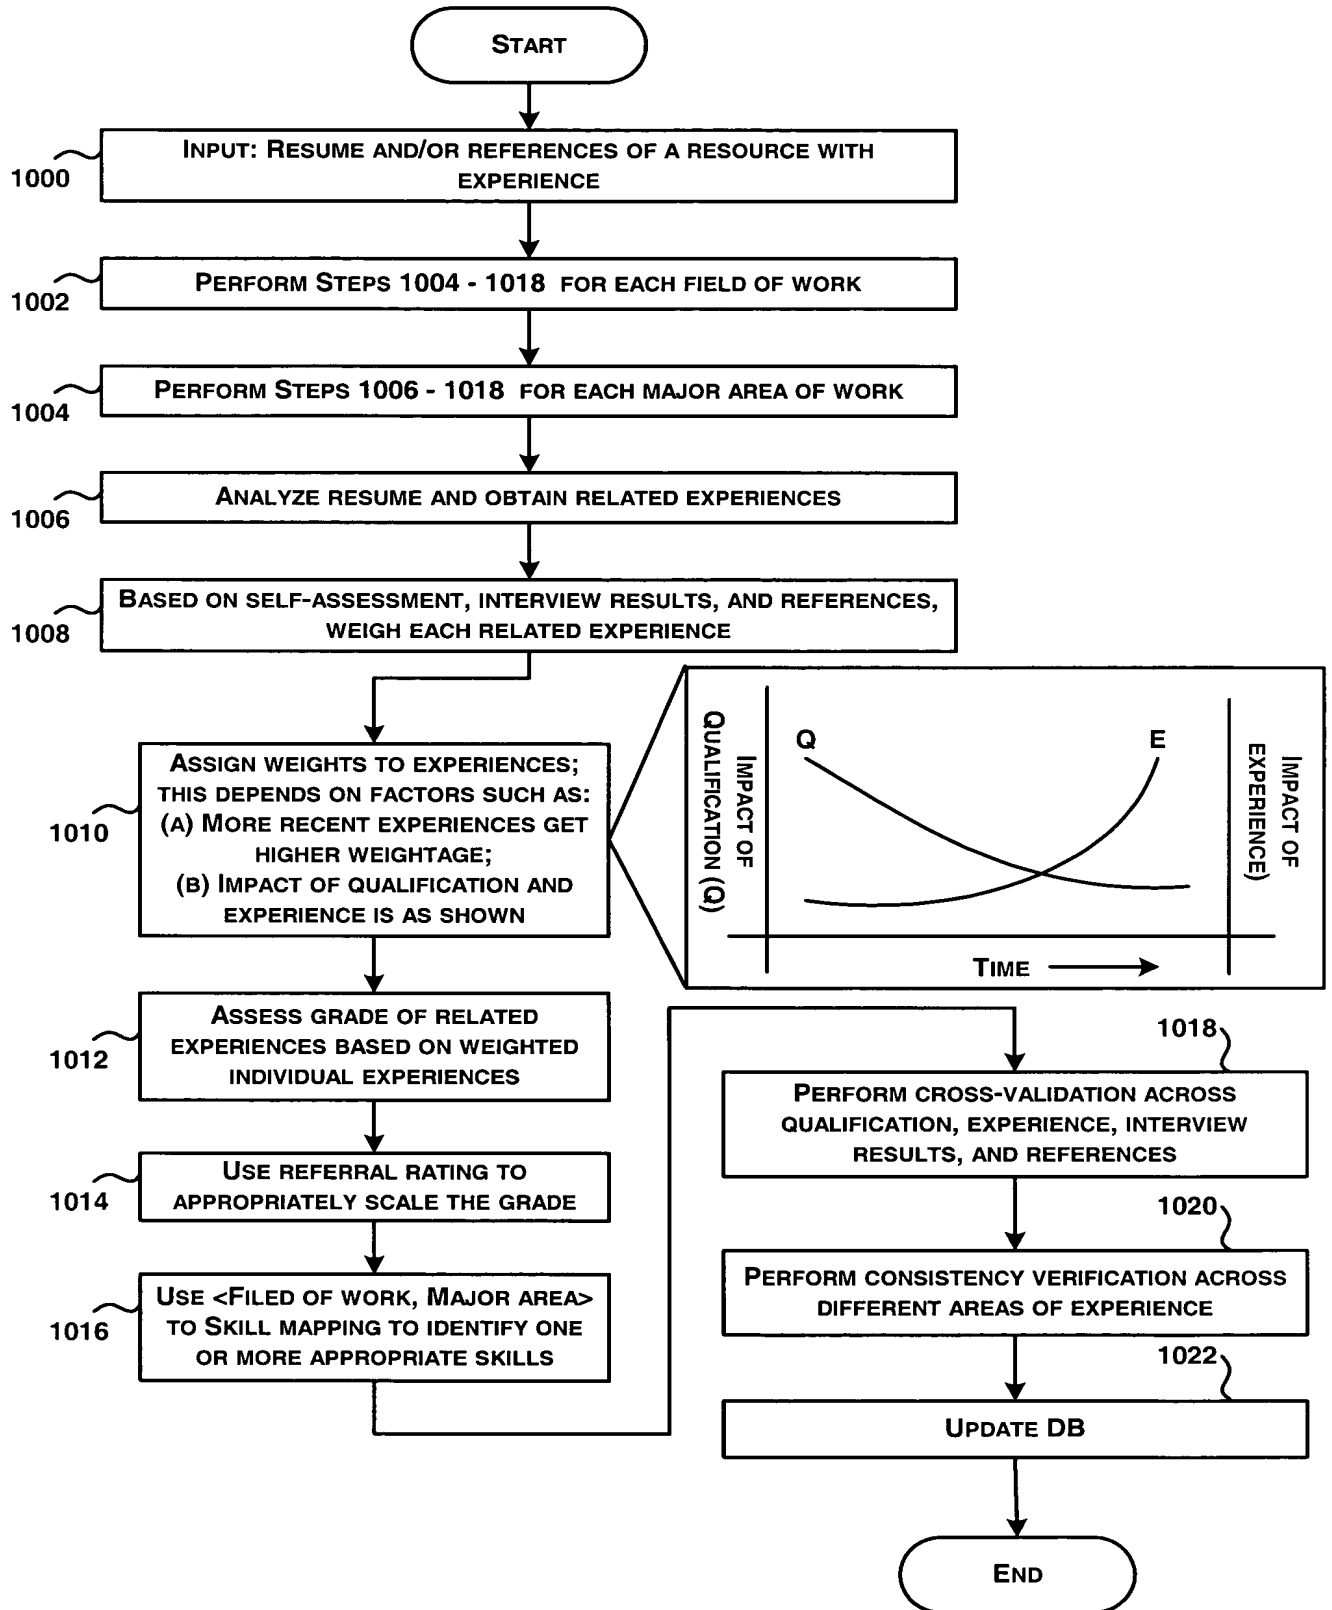 START
INPUT: RESUME AND/OR REFERENCES OF A RESOURCE WITH
EXPERIENCE
1000
PERFORM STEPS 1004 - 1018 FOR EACH FIELD OF WORK
1002
PERFORM STEPS 1006 - 1018 FOR EACH MAJOR AREA OF WORK
1004
ANALYZE RESUME AND OBTAIN RELATED EXPERIENCES
1006
BASED ON SELF-ASSESSMENT, INTERVIEW RESULTS, AND REFERENCES,
WEIGH EACH RELATED EXPERIENCE
1008
ASSIGN WEIGHTS TO EXPERIENCES;
THIS DEPENDS ON FACTORS SUCH AS:
(A) MORE RECENT EXPERIENCES GET
HIGHER WEIGHTAGE;
(B) IMPACT OF QUALIFICATION AND
EXPERIENCE IS AS SHOWN
1010
IMPACT OF
QUALIFICATION (Q)
Q
E
IMPACT OF
EXPERIENCE)
TIME
ASSESS GRADE OF RELATED
EXPERIENCES BASED ON WEIGHTED
INDIVIDUAL EXPERIENCES
1012
USE REFERRAL RATING TO
APPROPRIATELY SCALE THE GRADE
1014
USE <FILED OF WORK, MAJOR AREA>
TO SKILL MAPPING TO IDENTIFY ONE
OR MORE APPROPRIATE SKILLS
1016
1018
PERFORM CROSS-VALIDATION ACROSS
QUALIFICATION, EXPERIENCE, INTERVIEW
RESULTS, AND REFERENCES
1020
PERFORM CONSISTENCY VERIFICATION ACROSS
DIFFERENT AREAS OF EXPERIENCE
1022
UPDATE DB
END